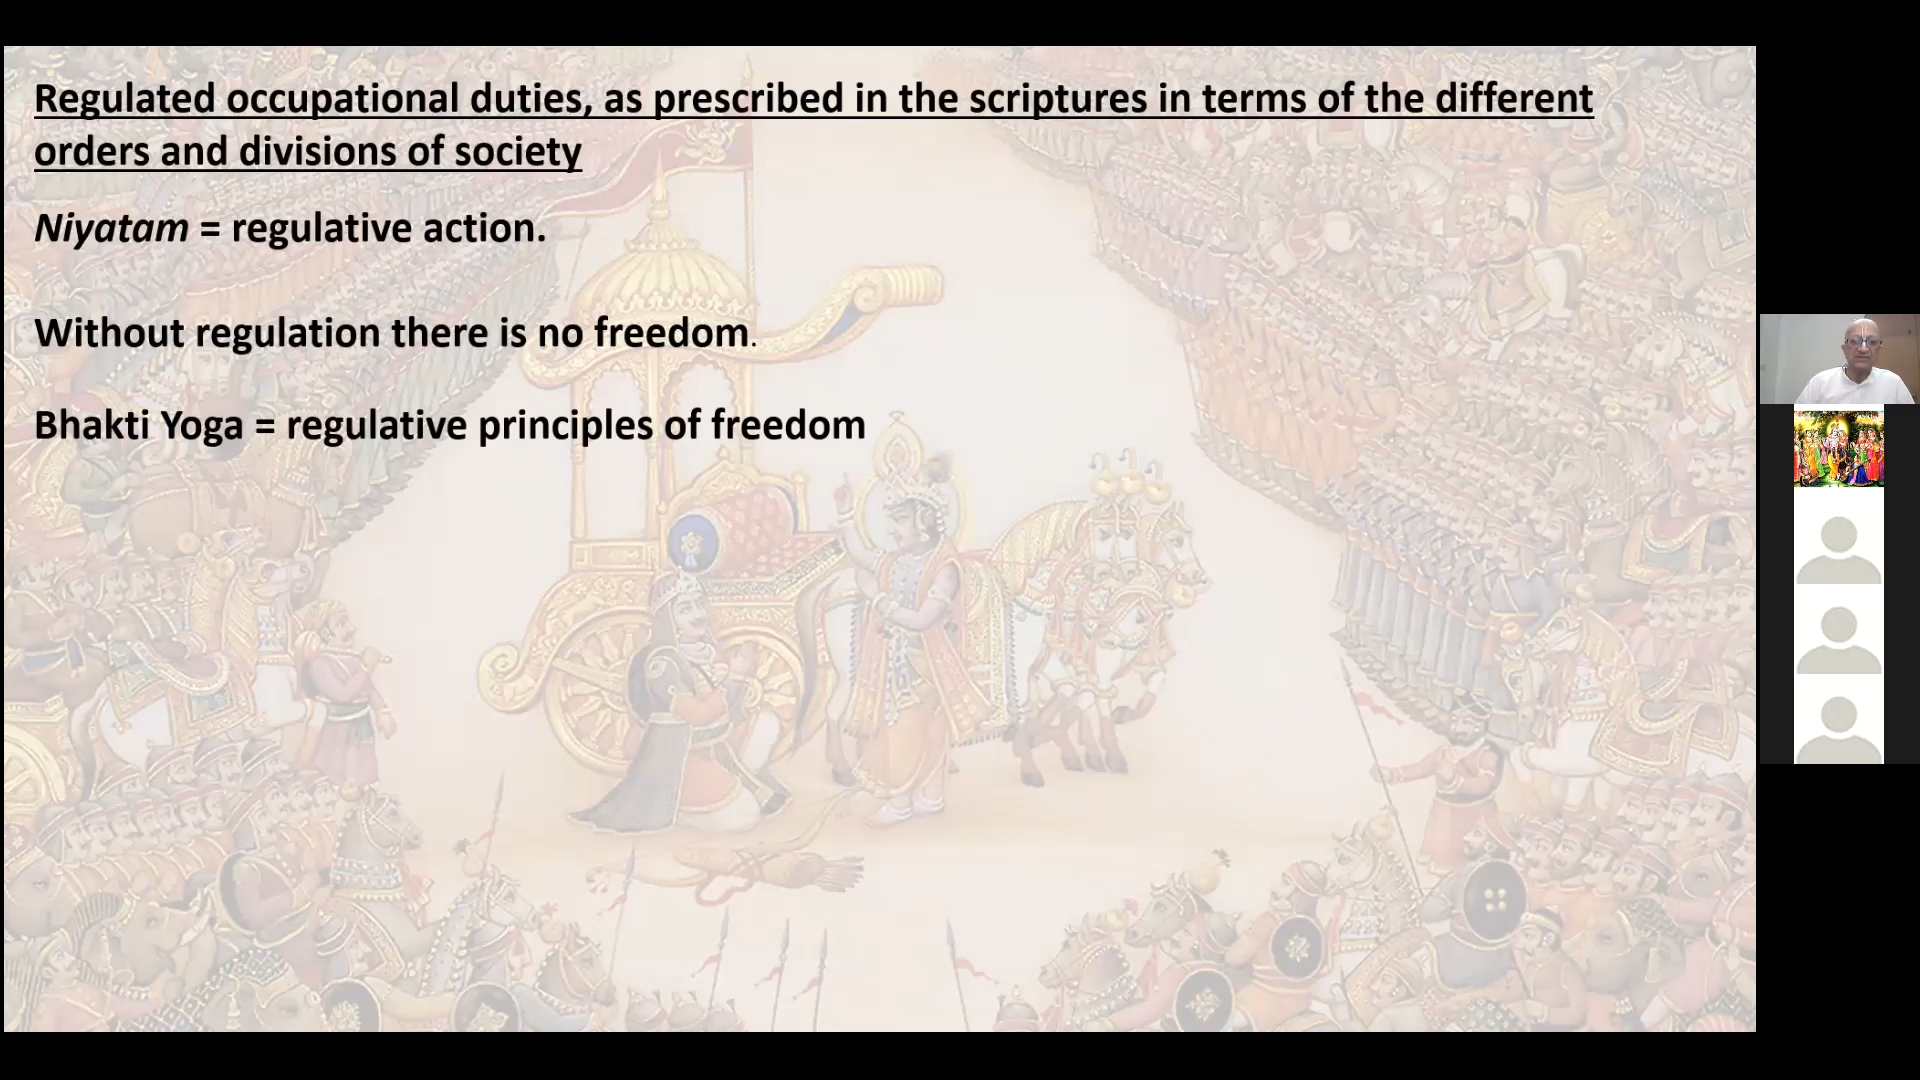 Regulated occupational duties, as prescribed in the scriptures in terms of the different
orders and divisions of society
Niyatam = regulative action.
Without regulation there is no freedom.
Bhakti Yoga = regulative principles of freedom